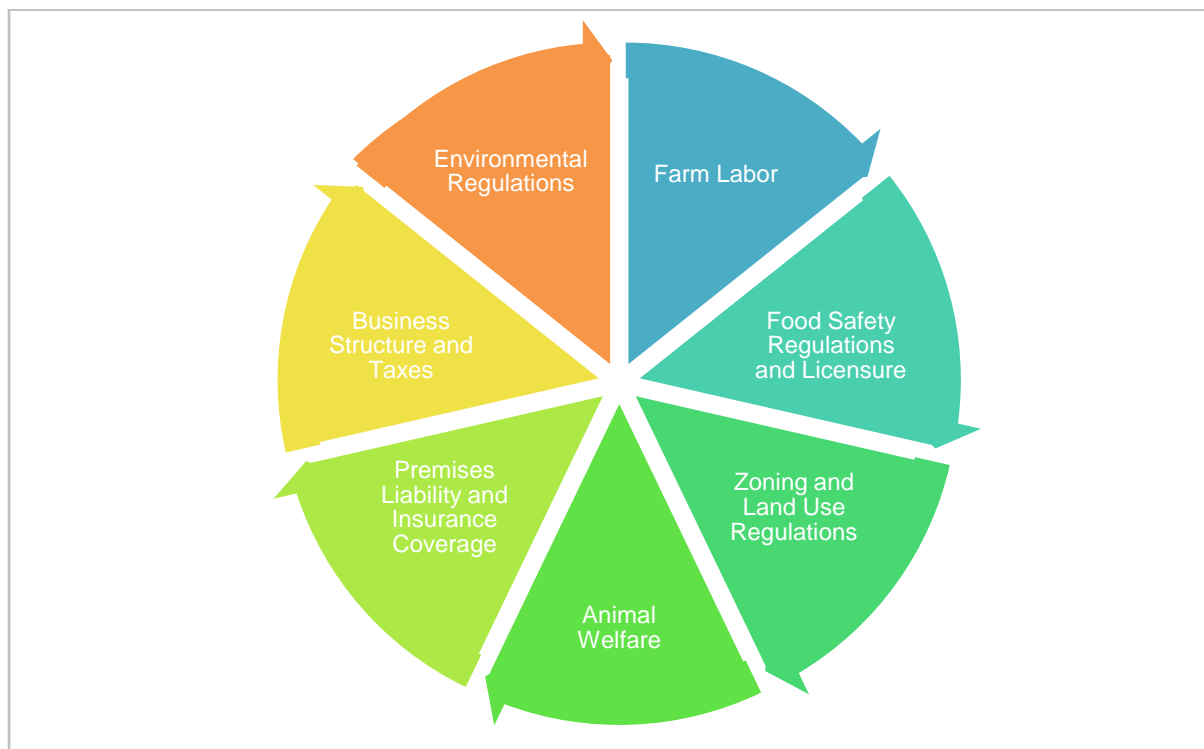 Environmental
Regulations
Farm Labor
Food Safety
Regulations
and Licensure
Zoning and
Land Use
Regulations
Animal
Welfare
Premises
Liability and
Insurance
Coverage
Business
Structure and
Taxes